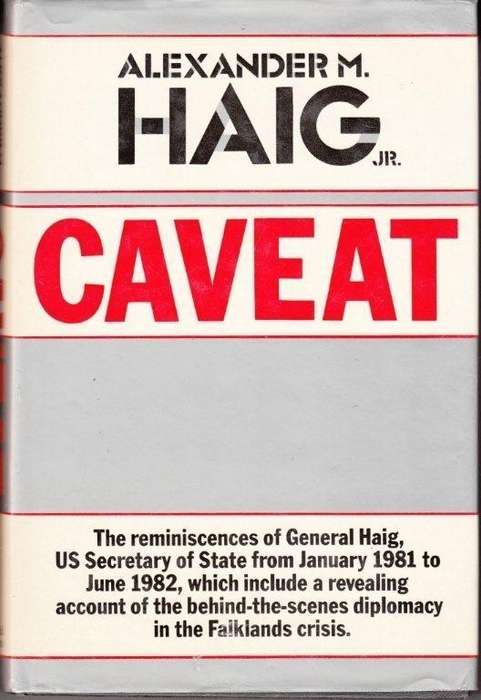 ALEXANDER M.
HAIG JR.
CAVEAT
The reminiscences of General Haig,
US Secretary of State from January 1981 to
June 1982, which include a revealing
account of the behind-the-scenes diplomacy
in the Falklands crisis.